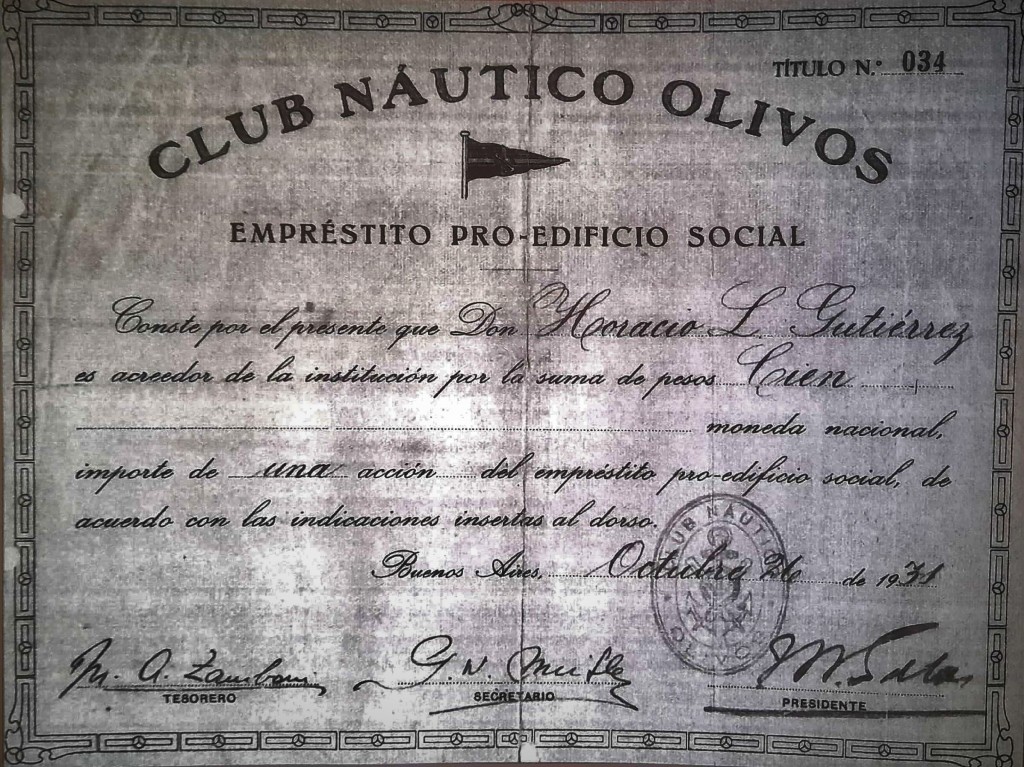 TÍTULO N.º 034
CLUB NÁUTICO OLIVOS
EMPRÉSTITO PRO-EDIFICIO SOCIAL
Conste por el presente que Don Horacio L. Gutiérrez
es acreedor de la institución por la suma de pesos Cien
moneda nacional,
importe de una acción del empréstito pro-edificio social, de
acuerdo con las indicaciones insertas al dorso.
Buenos Aires, Octubre 26 de 1931
CLUB NÁUTICO
M. A.
G. N.
TESORERO
SECRETARIO
PRESIDENTE